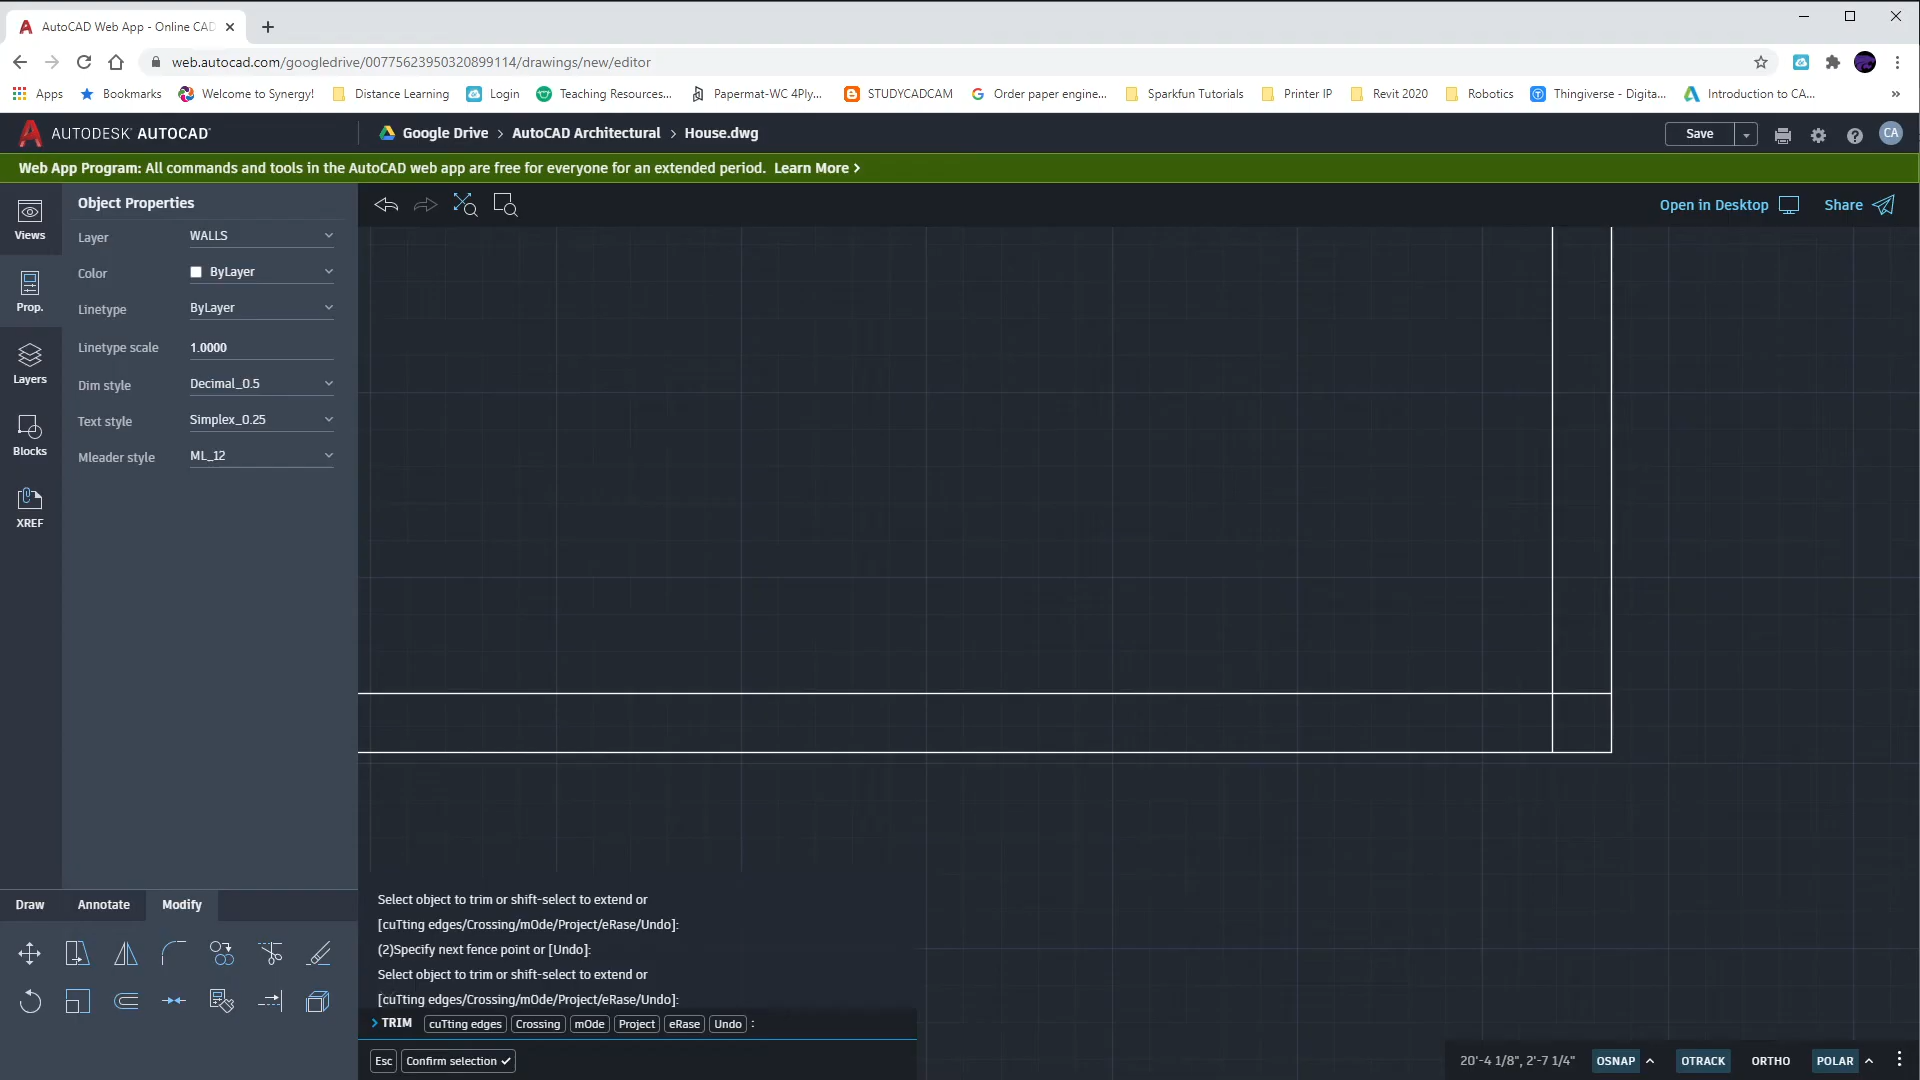 AutoCAD Web App - Online CAD
web.autocad.com/googledrive/00775623950320899114/drawings/new/editor
Apps Bookmarks Welcome to Synergy! Distance Learning Login Teaching Resources... Papermat-WC 4Ply,... STUDYCADCAM Order paper engine... Sparkfun Tutorials Printer IP Revit 2020 Robotics Thingiverse - Digita... Introduction to CA... »
AUTODESK® AUTOCAD® Google Drive > AutoCAD Architectural > House.dwg Save CA
Web App Program: All commands and tools in the AutoCAD web app are free for everyone for an extended period. Learn More >
Views
Prop.
Layers
Blocks
XREF
Object Properties
Layer WALLS
Color ByLayer
Linetype ByLayer
Linetype scale 1.0000
Dim style Decimal_0.5
Text style Simplex_0.25
Mleader style ML_12
Open in Desktop Share
Draw Annotate Modify
Select object to trim or shift-select to extend or
[cuTting edges/Crossing/mOde/Project/eRase/Undo]:
(2)Specify next fence point or [Undo]:
Select object to trim or shift-select to extend or
[cuTting edges/Crossing/mOde/Project/eRase/Undo]:
> TRIM cuTting edges Crossing mOde Project eRase Undo :
Esc Confirm selection ✓
20'-4 1/8", 2'-7 1/4" OSNAP OTRACK ORTHO POLAR